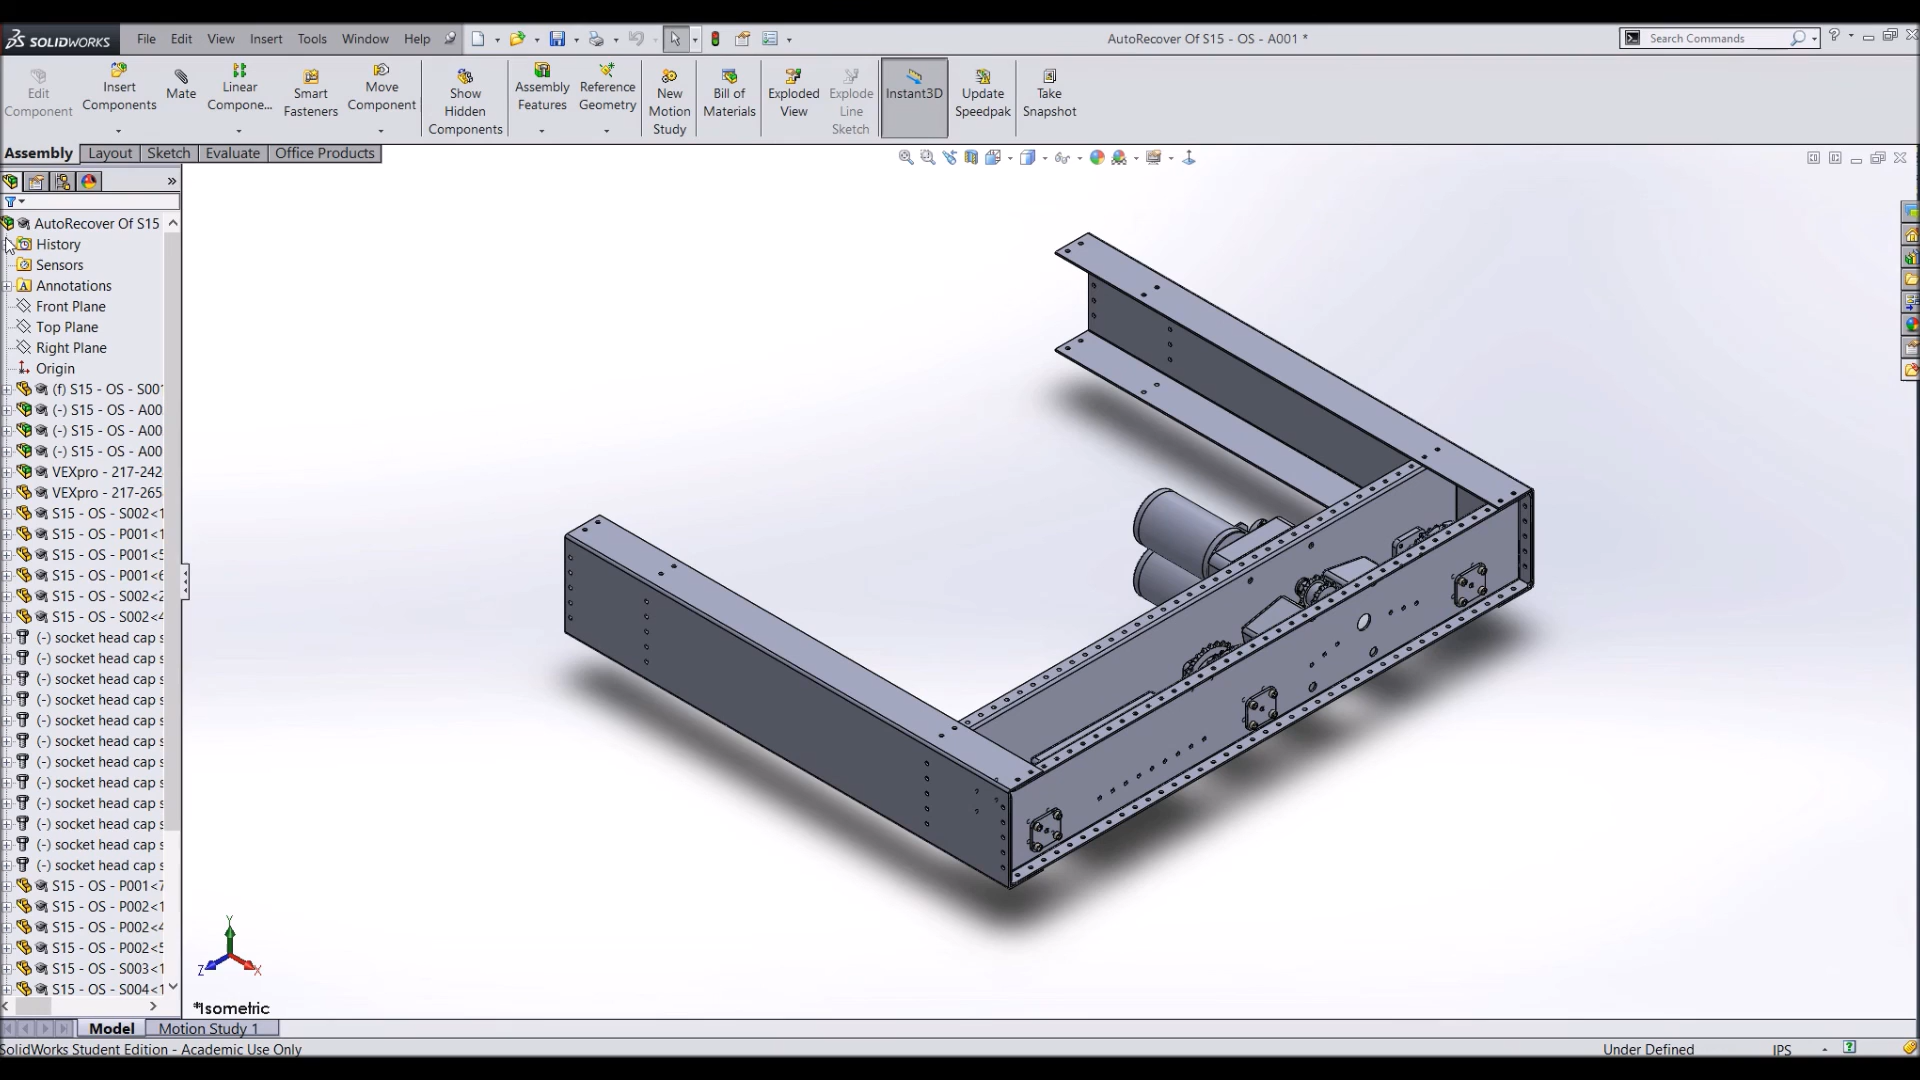 SOLIDWORKS File Edit View Insert Tools Window Help AutoRecover Of S15 - OS - A001 * Search Commands
Edit Component
Insert Components
Mate
Linear Compone...
Smart Fasteners
Move Component
Show Hidden Components
Assembly Features
Reference Geometry
New Motion Study
Bill of Materials
Exploded View
Explode Line Sketch
Instant3D
Update Speedpak
Take Snapshot
Assembly Layout Sketch Evaluate Office Products
AutoRecover Of S15
History
Sensors
Annotations
Front Plane
Top Plane
Right Plane
Origin
(f) S15 - OS - S00
(-) S15 - OS - A00
(-) S15 - OS - A00
(-) S15 - OS - A00
VEXpro - 217-242
VEXpro - 217-265
S15 - OS - S002<1
S15 - OS - P001<1
S15 - OS - P001<5
S15 - OS - P001<6
S15 - OS - S002<2
S15 - OS - S002<4
(-) socket head cap s
(-) socket head cap s
(-) socket head cap s
(-) socket head cap s
(-) socket head cap s
(-) socket head cap s
(-) socket head cap s
(-) socket head cap s
(-) socket head cap s
(-) socket head cap s
(-) socket head cap s
(-) socket head cap s
S15 - OS - P001<7
S15 - OS - P002<1
S15 - OS - P002<4
S15 - OS - P002<5
S15 - OS - S003<1
S15 - OS - S004<1
Y
Z X
*Isometric
Model Motion Study 1
SolidWorks Student Edition - Academic Use Only Under Defined IPS